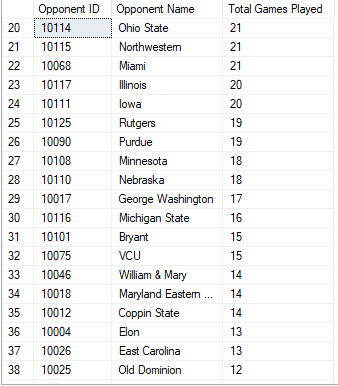 Opponent ID Opponent Name Total Games Played
20 10114 Ohio State 21
21 10115 Northwestern 21
22 10068 Miami 21
23 10117 Illinois 20
24 10111 Iowa 20
25 10125 Rutgers 19
26 10090 Purdue 19
27 10108 Minnesota 18
28 10110 Nebraska 18
29 10017 George Washington 17
30 10116 Michigan State 16
31 10101 Bryant 15
32 10075 VCU 15
33 10046 William & Mary 14
34 10018 Maryland Eastern ... 14
35 10012 Coppin State 14
36 10004 Elon 13
37 10026 East Carolina 13
38 10025 Old Dominion 12